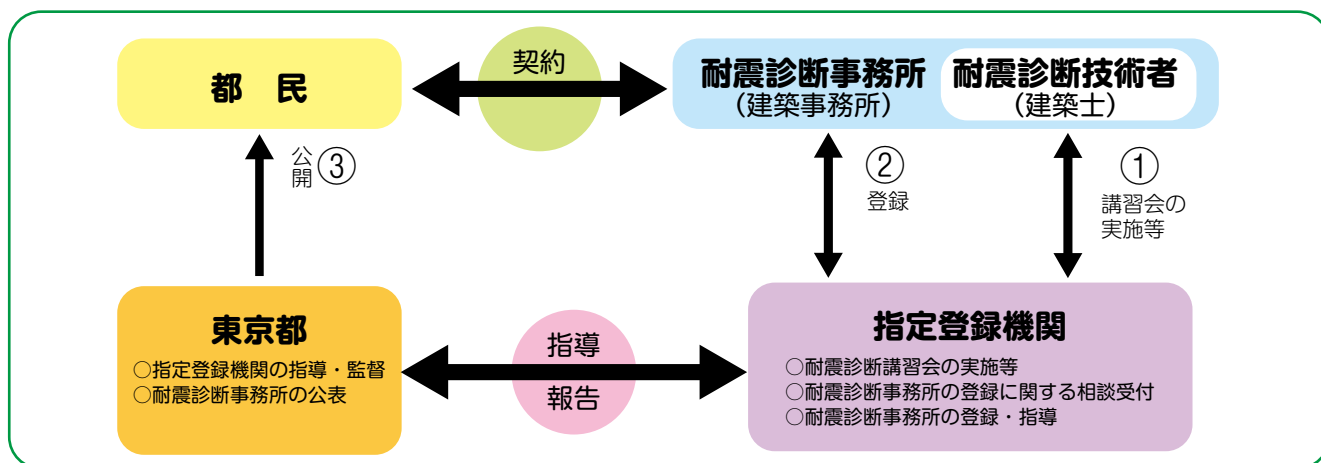 都 民
契約
耐震診断事務所
(建築事務所)
耐震診断技術者
(建築士)
公開
③
②
登録
①
講習会の
実施等
東京都
○指定登録機関の指導・監督
○耐震診断事務所の公表
指導
報告
指定登録機関
○耐震診断講習会の実施等
○耐震診断事務所の登録に関する相談受付
○耐震診断事務所の登録・指導